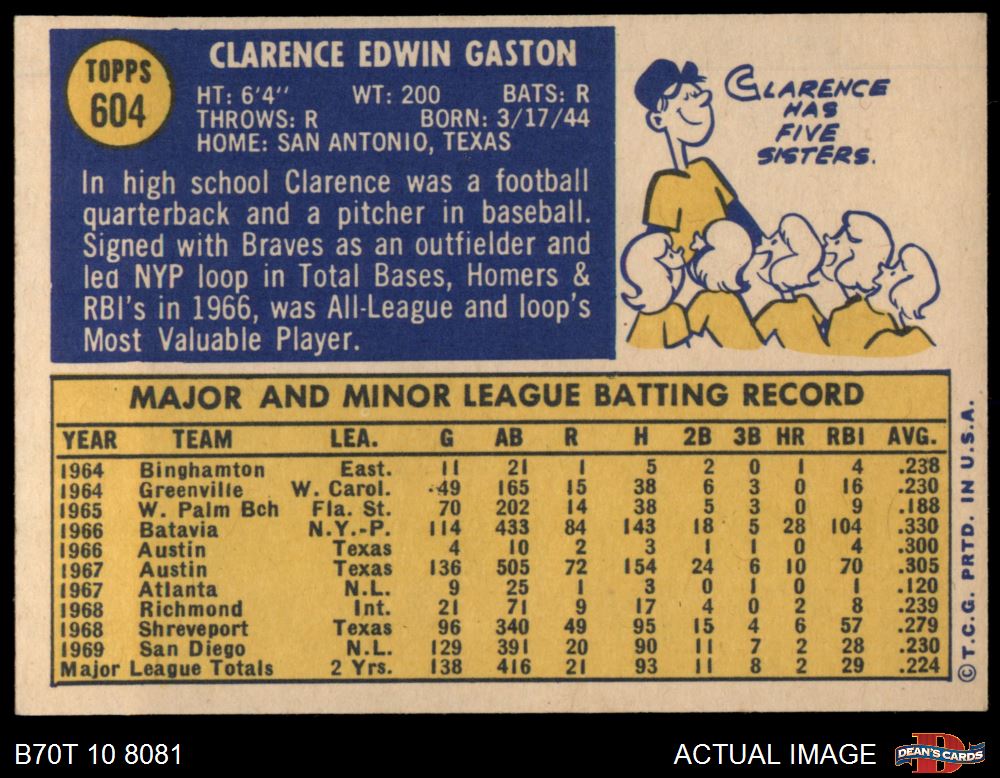 TOPPS
604
CLARENCE EDWIN GASTON
HT: 6'4" WT: 200 BATS: R
THROWS: R BORN: 3/17/44
HOME: SAN ANTONIO, TEXAS
In high school Clarence was a football
quarterback and a pitcher in baseball.
Signed with Braves as an outfielder and
led NYP loop in Total Bases, Homers &
RBI's in 1966, was All-League and loop's
Most Valuable Player.
CLARENCE
HAS
FIVE
SISTERS.
MAJOR AND MINOR LEAGUE BATTING RECORD
YEAR TEAM LEA. G AB R H 2B 3B HR RBI AVG.
1964 Binghamton East. 11 21 1 5 2 0 1 4 .238
1964 Greenville W. Carol. 49 165 15 38 6 3 0 16 .230
1965 W. Palm Bch Fla. St. 70 202 14 38 5 3 0 9 .188
1966 Batavia N.Y.-P. 114 433 84 143 18 5 28 104 .330
1966 Austin Texas 4 10 2 3 1 1 0 4 .300
1967 Austin Texas 136 505 72 154 24 6 10 70 .305
1967 Atlanta N.L. 9 25 1 3 0 1 0 1 .120
1968 Richmond Int. 21 71 9 17 4 0 2 8 .239
1968 Shreveport Texas 96 340 49 95 15 4 6 57 .279
1969 San Diego N.L. 129 391 20 90 11 7 2 28 .230
Major League Totals 2 Yrs. 138 416 21 93 11 8 2 29 .224
© T.C.G. PRTD. IN U.S.A.
B70T 10 8081
ACTUAL IMAGE
DEAN'S CARDS